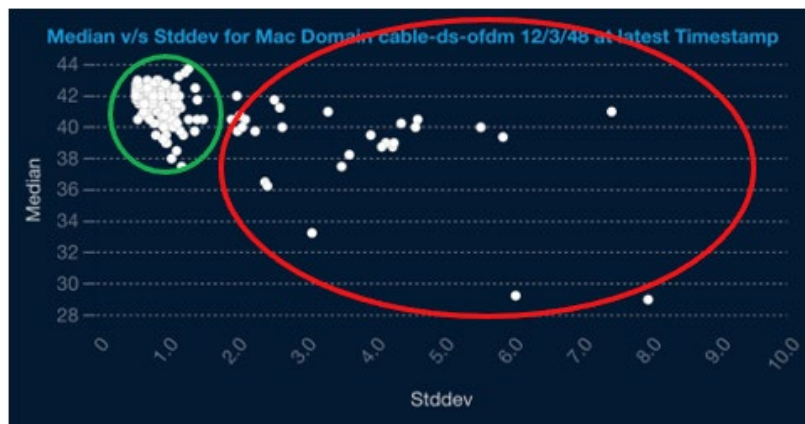 Median v/s Stddev for Mac Domain cable-ds-ofdm 12/3/48 at latest Timestamp
44
42
40
38
36
34
32
30
28
Median
0 1.0 2.0 3.0 4.0 5.0 6.0 7.0 8.0 9.0 10.0
Stddev